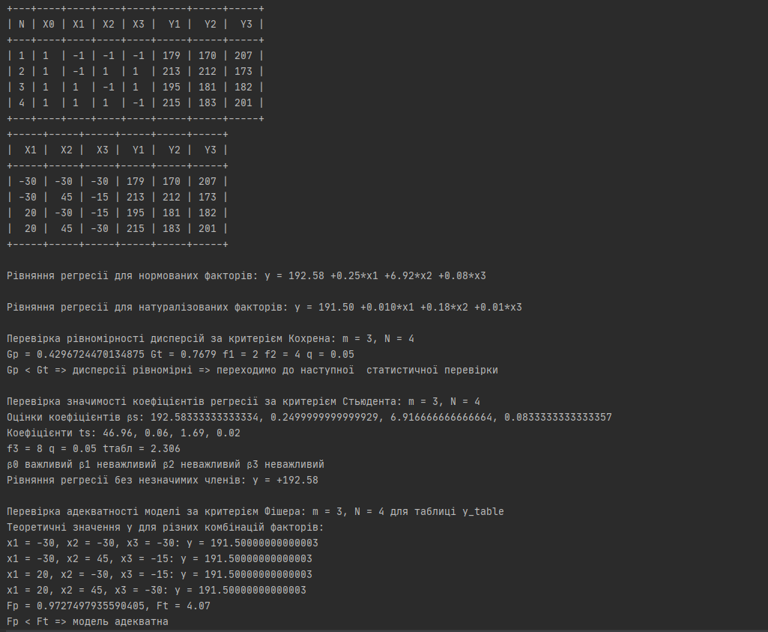 +---+----+----+----+----+-----+-----+-----+
| N | X0 | X1 | X2 | X3 | Y1 | Y2 | Y3 |
+---+----+----+----+----+-----+-----+-----+
| 1 | 1 | -1 | -1 | -1 | 179 | 170 | 207 |
| 2 | 1 | -1 | 1 | 1 | 213 | 212 | 173 |
| 3 | 1 | 1 | -1 | 1 | 195 | 181 | 182 |
| 4 | 1 | 1 | 1 | -1 | 215 | 183 | 201 |
+---+----+----+----+----+-----+-----+-----+
+-----+-----+-----+-----+-----+-----+
| X1 | X2 | X3 | Y1 | Y2 | Y3 |
+-----+-----+-----+-----+-----+-----+
| -30 | -30 | -30 | 179 | 170 | 207 |
| -30 | 45 | -15 | 213 | 212 | 173 |
| 20 | -30 | -15 | 195 | 181 | 182 |
| 20 | 45 | -30 | 215 | 183 | 201 |
+-----+-----+-----+-----+-----+-----+
Рівняння регресії для нормованих факторів: y = 192.58 +0.25*x1 +6.92*x2 +0.08*x3
Рівняння регресії для натуралізованих факторів: y = 191.50 +0.010*x1 +0.18*x2 +0.01*x3
Перевірка рівномірності дисперсій за критерієм Кохрена: m = 3, N = 4
Gp = 0.4296724470134875 Gt = 0.7679 f1 = 2 f2 = 4 q = 0.05
Gp < Gt => дисперсії рівномірні => переходимо до наступної статистичної перевірки
Перевірка значимості коефіцієнтів регресії за критерієм Стьюдента: m = 3, N = 4
Оцінки коефіцієнтів βs: 192.58333333333334, 0.2499999999999929, 6.916666666666664, 0.0833333333333357
Коефіцієнти ts: 46.96, 0.06, 1.69, 0.02
f3 = 8 q = 0.05 tтабл = 2.306
β0 важливий β1 неважливий β2 неважливий β3 неважливий
Рівняння регресії без незначимих членів: y = +192.58
Перевірка адекватності моделі за критерієм Фішера: m = 3, N = 4 для таблиці y_table
Теоретичні значення y для різних комбінацій факторів:
x1 = -30, x2 = -30, x3 = -30: y = 191.50000000000003
x1 = -30, x2 = 45, x3 = -15: y = 191.50000000000003
x1 = 20, x2 = -30, x3 = -15: y = 191.50000000000003
x1 = 20, x2 = 45, x3 = -30: y = 191.50000000000003
Fp = 0.9727497935590405, Ft = 4.07
Fp < Ft => модель адекватна